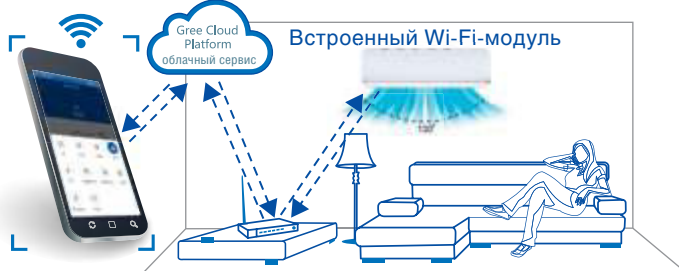 Gree Cloud
Platform
облачный сервис
Встроенный Wi-Fi-модуль